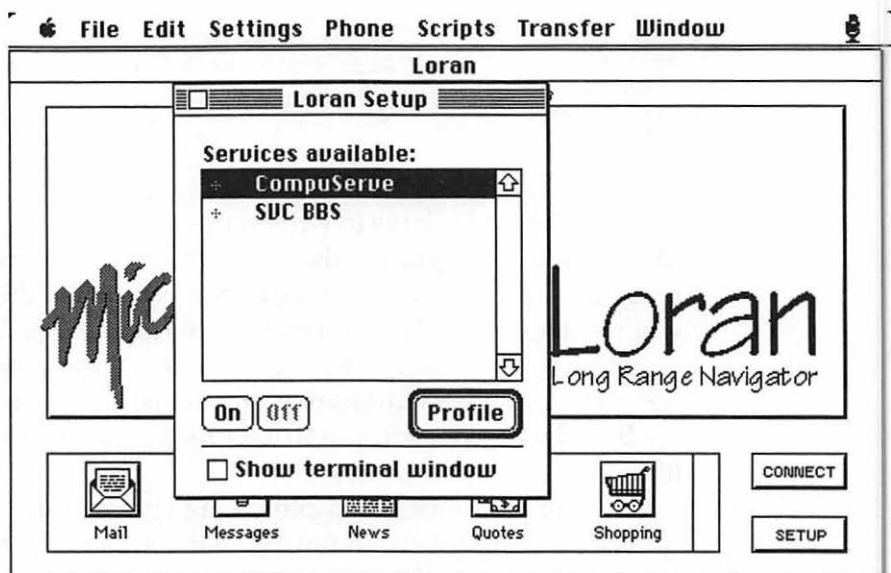 File Edit Settings Phone Scripts Transfer Window
Loran
Loran Setup
Services available:
CompuServe
SVC BBS
Mic
Loran
Long Range Navigator
On Off Profile
Show terminal window
CONNECT
Mail Messages News Quotes Shopping
SETUP